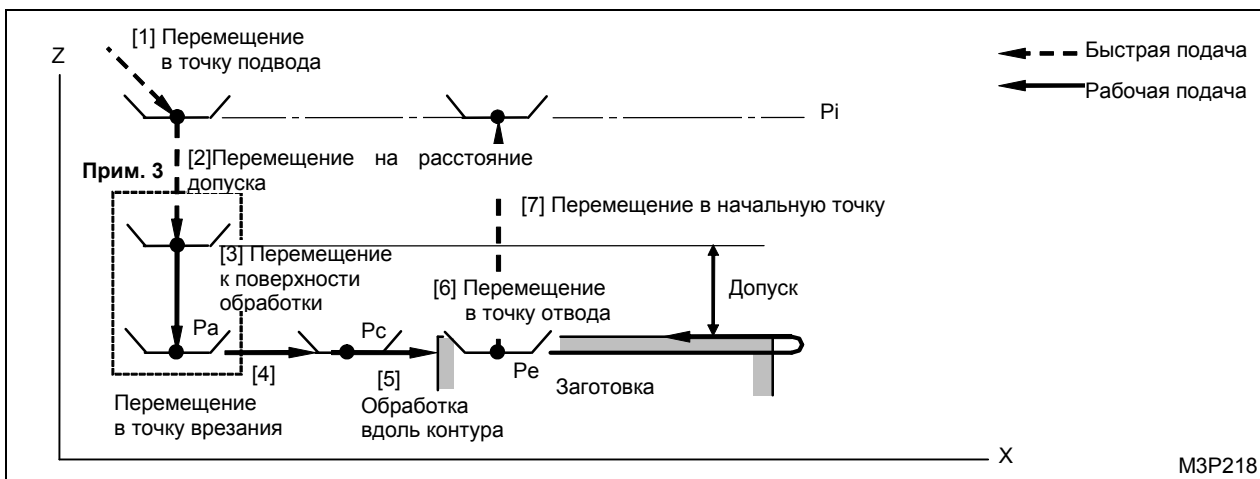 [1] Перемещение
в точку подвода
Z
Быстрая подача
Рабочая подача
Pi
[2]Перемещение на расстояние
допуска
Прим. 3
[7] Перемещение в начальную точку
[3] Перемещение
к поверхности
обработки
[6] Перемещение
в точку отвода
Допуск
Pa
Pc
Pe
[4]
[5]
Заготовка
Перемещение
в точку врезания
Обработка
вдоль контура
X
M3P218